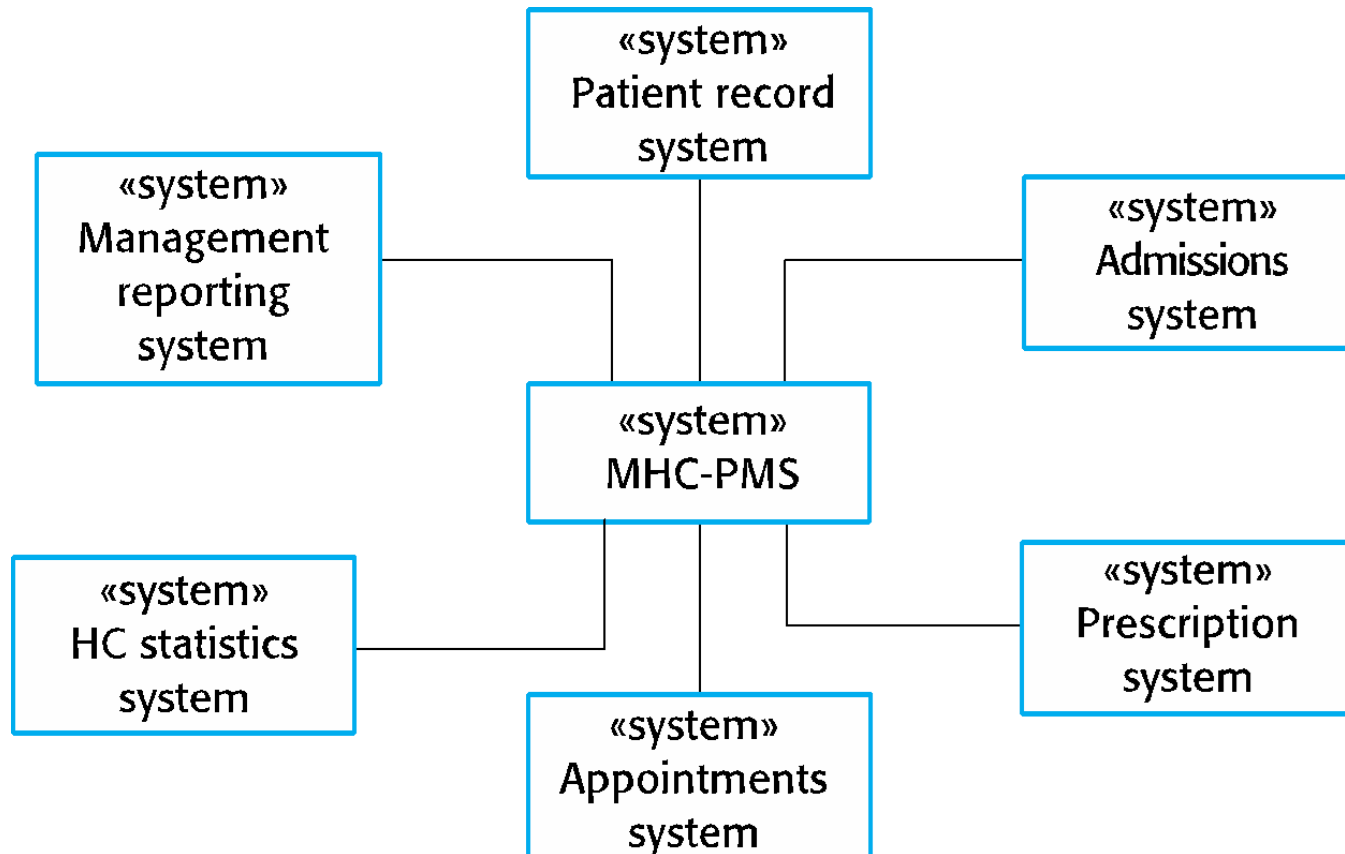 «system»
Patient record
system
«system»
Management
reporting
system
«system»
Admissions
system
«system»
MHC-PMS
«system»
HC statistics
system
«system»
Prescription
system
«system»
Appointments
system